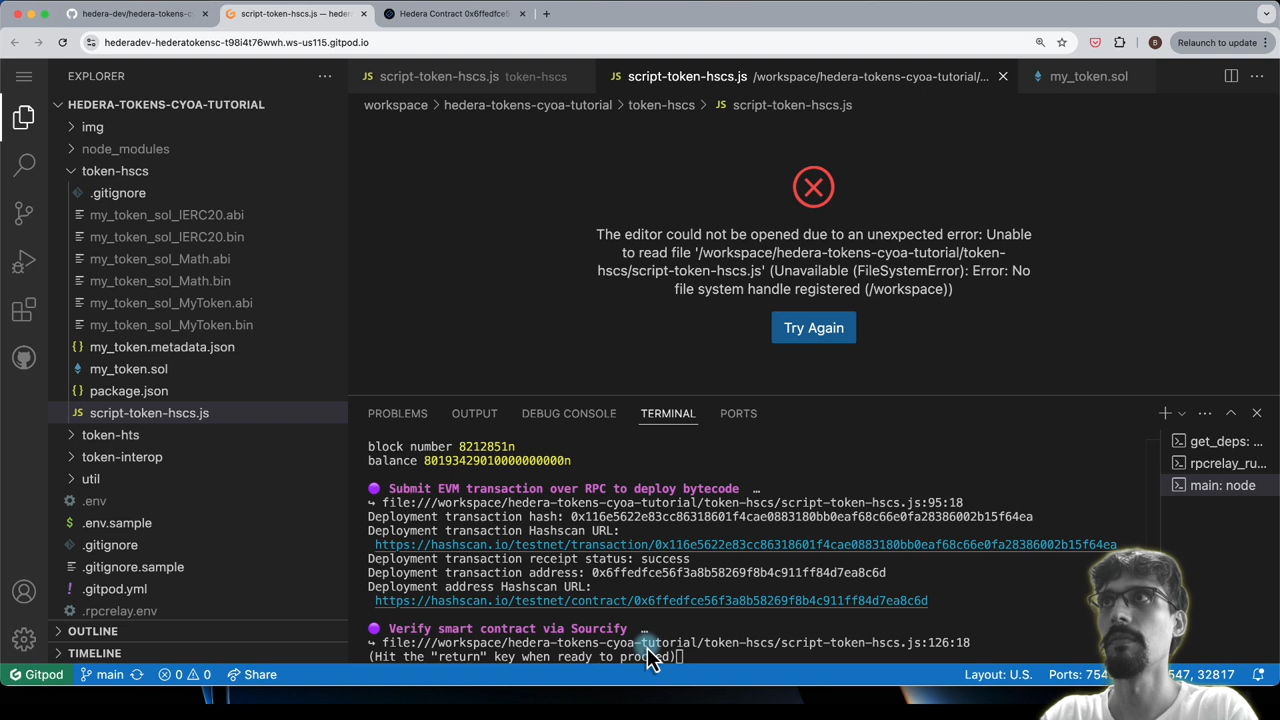 hedera-dev/hedera-tokens-c
script-token-hscs.js — heder
Hedera Contract 0x6ffedfce5
hederadev-hederatokensc-t98i4t76wwh.ws-us115.gitpod.io
B
Relaunch to update
EXPLORER
HEDERA-TOKENS-CYOA-TUTORIAL
img
node_modules
token-hscs
.gitignore
my_token_sol_IERC20.abi
my_token_sol_IERC20.bin
my_token_sol_Math.abi
my_token_sol_Math.bin
my_token_sol_MyToken.abi
my_token_sol_MyToken.bin
my_token.metadata.json
my_token.sol
package.json
JS script-token-hscs.js
token-hts
token-interop
util
.env
.env.sample
.gitignore
.gitignore.sample
.gitpod.yml
.rpcrelay.env
OUTLINE
TIMELINE
JS script-token-hscs.js token-hscs
JS script-token-hscs.js /workspace/hedera-tokens-cyoa-tutorial/...
my_token.sol
workspace > hedera-tokens-cyoa-tutorial > token-hscs > JS script-token-hscs.js
The editor could not be opened due to an unexpected error: Unable
to read file '/workspace/hedera-tokens-cyoa-tutorial/token-
hscs/script-token-hscs.js' (Unavailable (FileSystemError): Error: No
file system handle registered (/workspace))
Try Again
PROBLEMS OUTPUT DEBUG CONSOLE TERMINAL PORTS
block number 8212851n
balance 80193429010000000000n
Submit EVM transaction over RPC to deploy bytecode …
↪ file:///workspace/hedera-tokens-cyoa-tutorial/token-hscs/script-token-hscs.js:95:18
Deployment transaction hash: 0x116e5622e83cc86318601f4cae0883180bb0eaf68c66e0fa28386002b15f64ea
Deployment transaction Hashscan URL:
https://hashscan.io/testnet/transaction/0x116e5622e83cc86318601f4cae0883180bb0eaf68c66e0fa28386002b15f64ea
Deployment transaction receipt status: success
Deployment transaction address: 0x6ffedfce56f3a8b58269f8b4c911ff84d7ea8c6d
Deployment address Hashscan URL:
https://hashscan.io/testnet/contract/0x6ffedfce56f3a8b58269f8b4c911ff84d7ea8c6d
Verify smart contract via Sourcify …
↪ file:///workspace/hedera-tokens-cyoa-tutorial/token-hscs/script-token-hscs.js:126:18
(Hit the "return" key when ready to proceed)
get_deps: ...
rpcrelay_ru...
main: node
Gitpod
main
0 0
Share
Layout: U.S.
Ports: 754
547, 32817